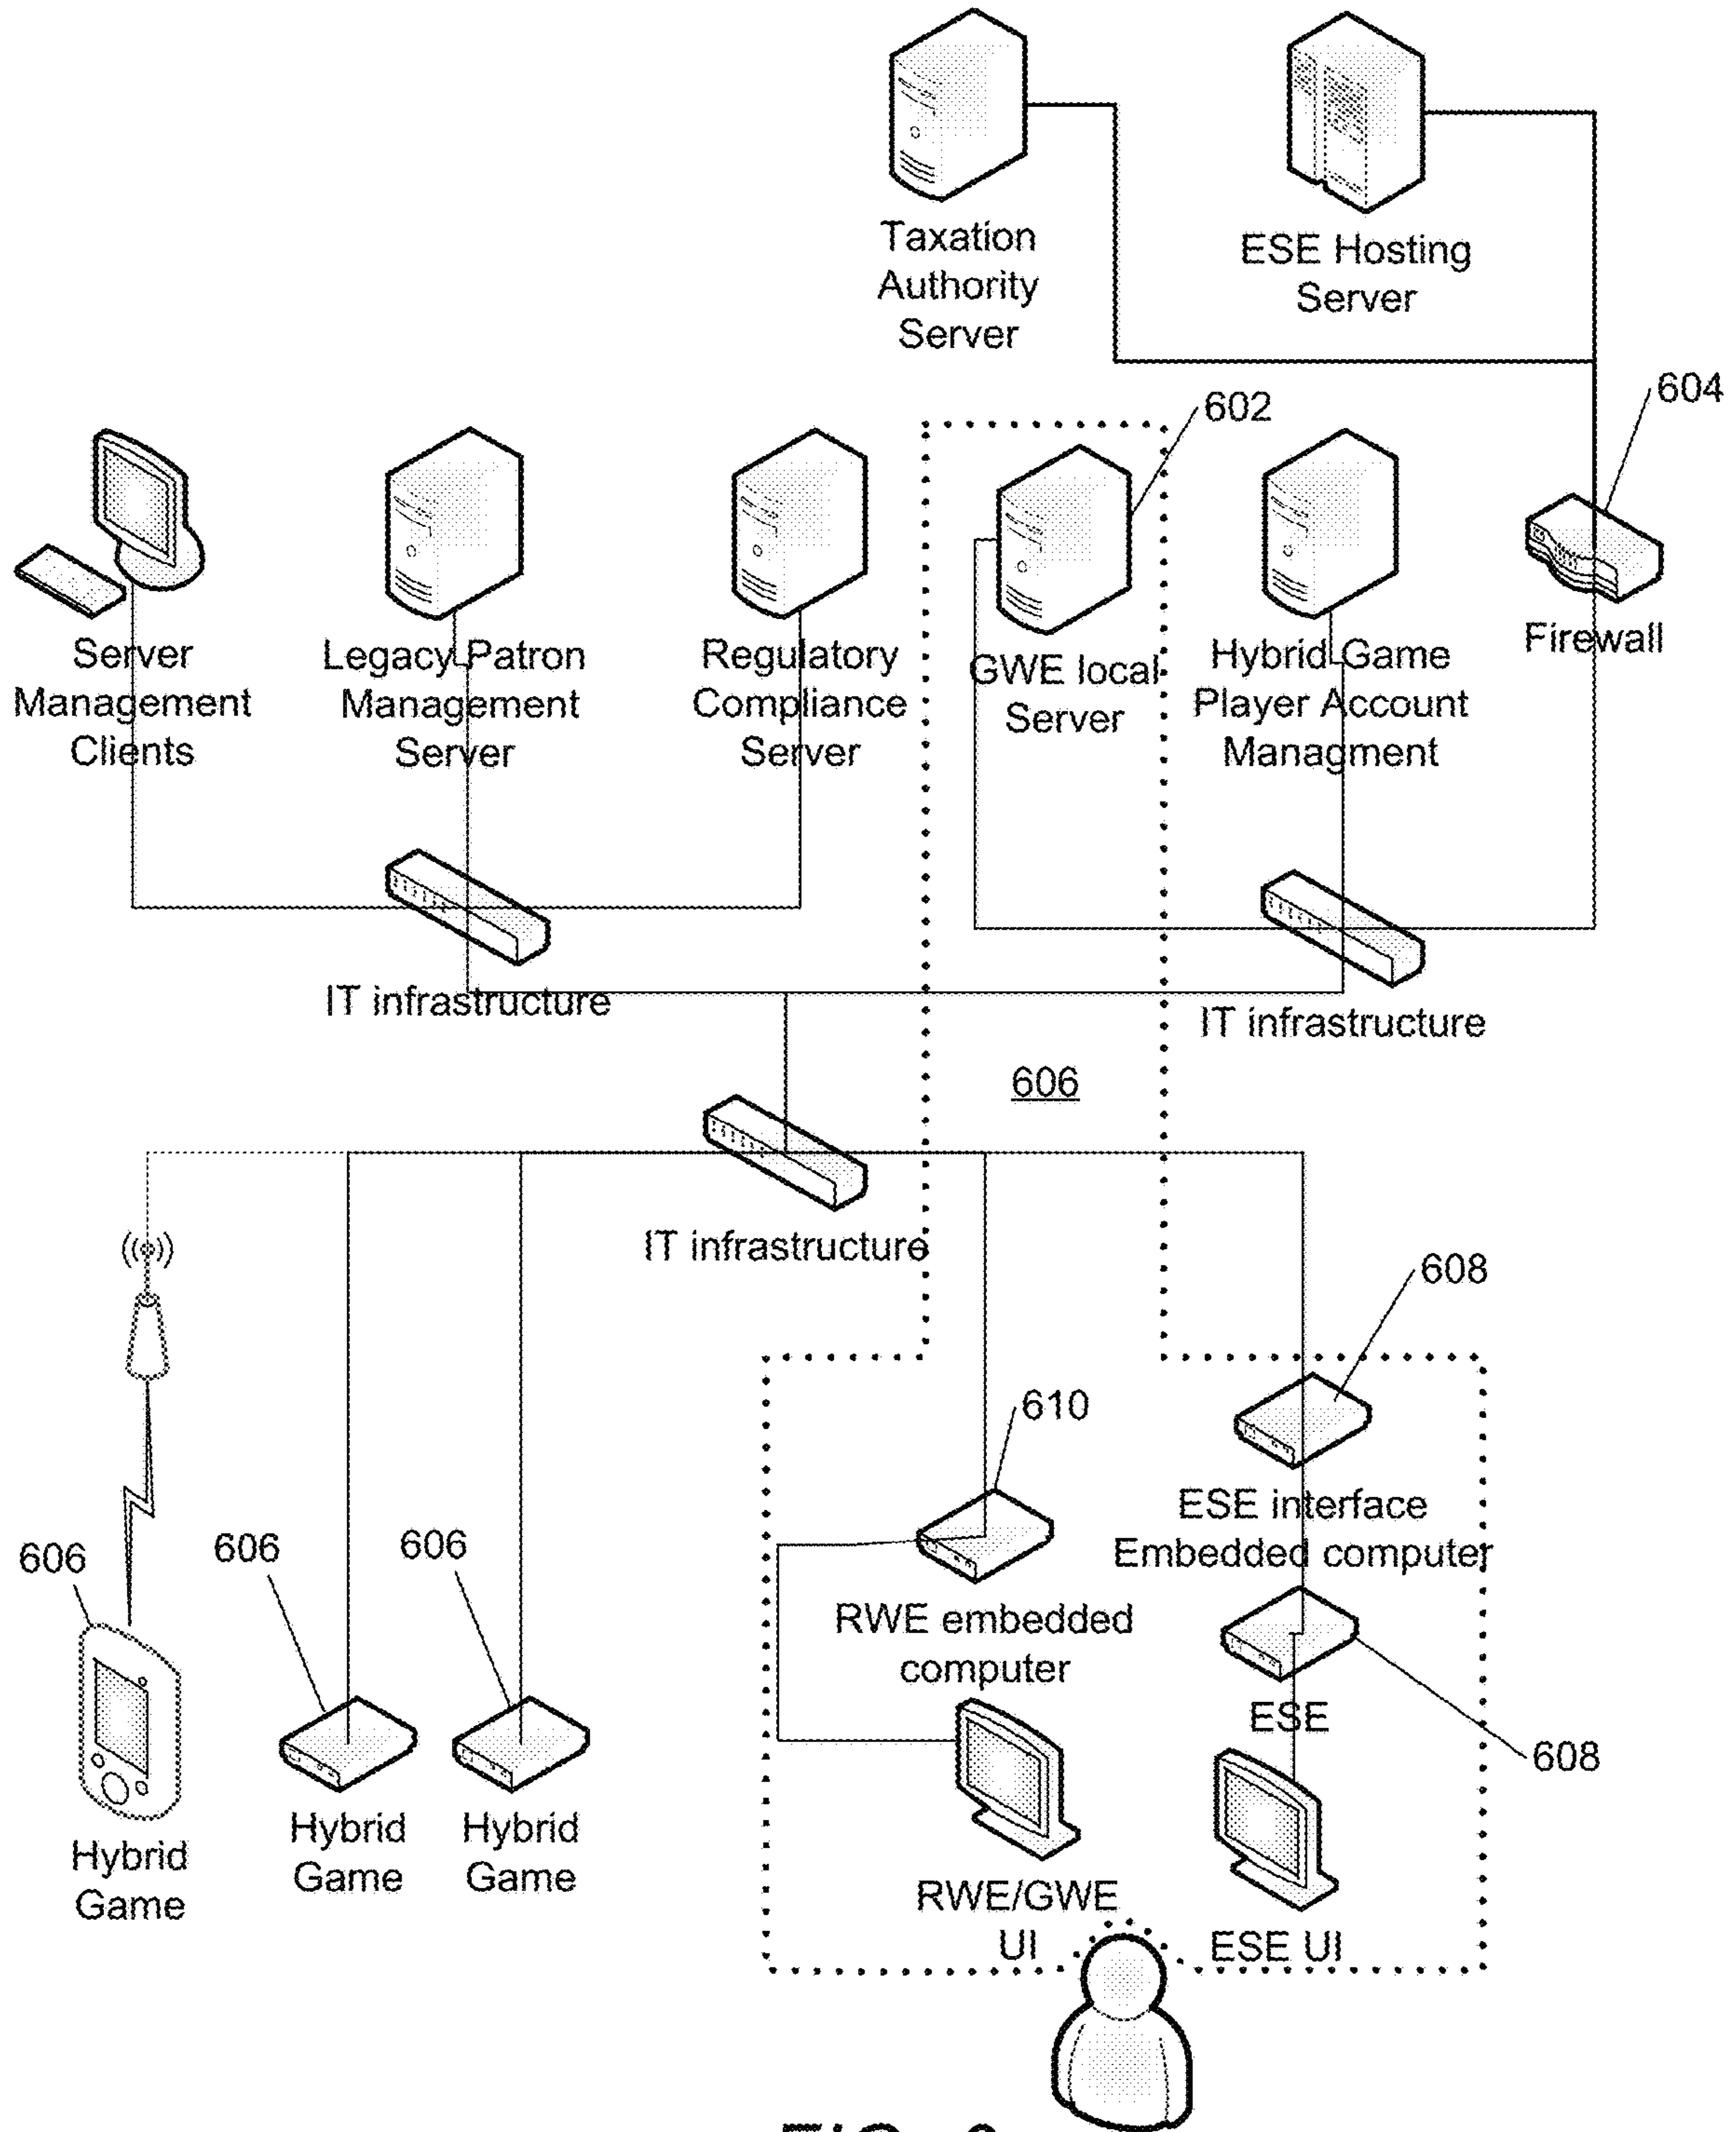 Taxation
Authority
Server
ESE Hosting
Server
604
602
Server
Management
Clients
Legacy Patron
Management
Server
Regulatory
Compliance
Server
GWE local
Server
Hybrid Game
Player Account
Managment
Firewall
IT infrastructure
IT infrastructure
606
IT infrastructure
608
610
ESE interface
Embedded computer
606
606
606
RWE embedded
computer
ESE
608
Hybrid
Game
Hybrid
Game
Hybrid
Game
RWE/GWE
UI
ESE UI